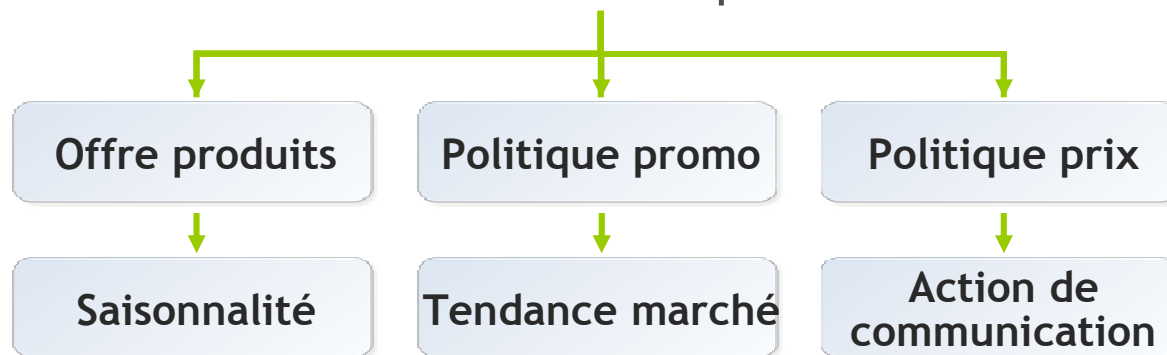 Offre produits
Politique promo
Politique prix
Saisonnalité
Tendance marché
Action de
communication